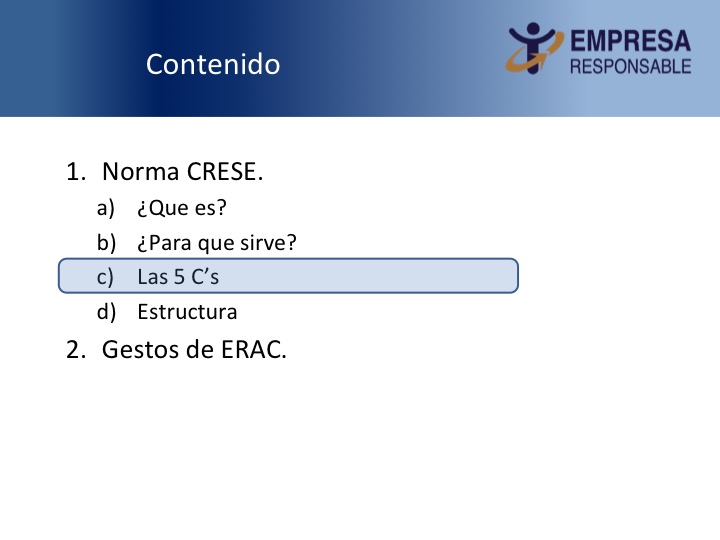 Contenido
EMPRESA
RESPONSABLE
1. Norma CRESE.
a) ¿Que es?
b) ¿Para que sirve?
c) Las 5 C’s
d) Estructura
2. Gestos de ERAC.